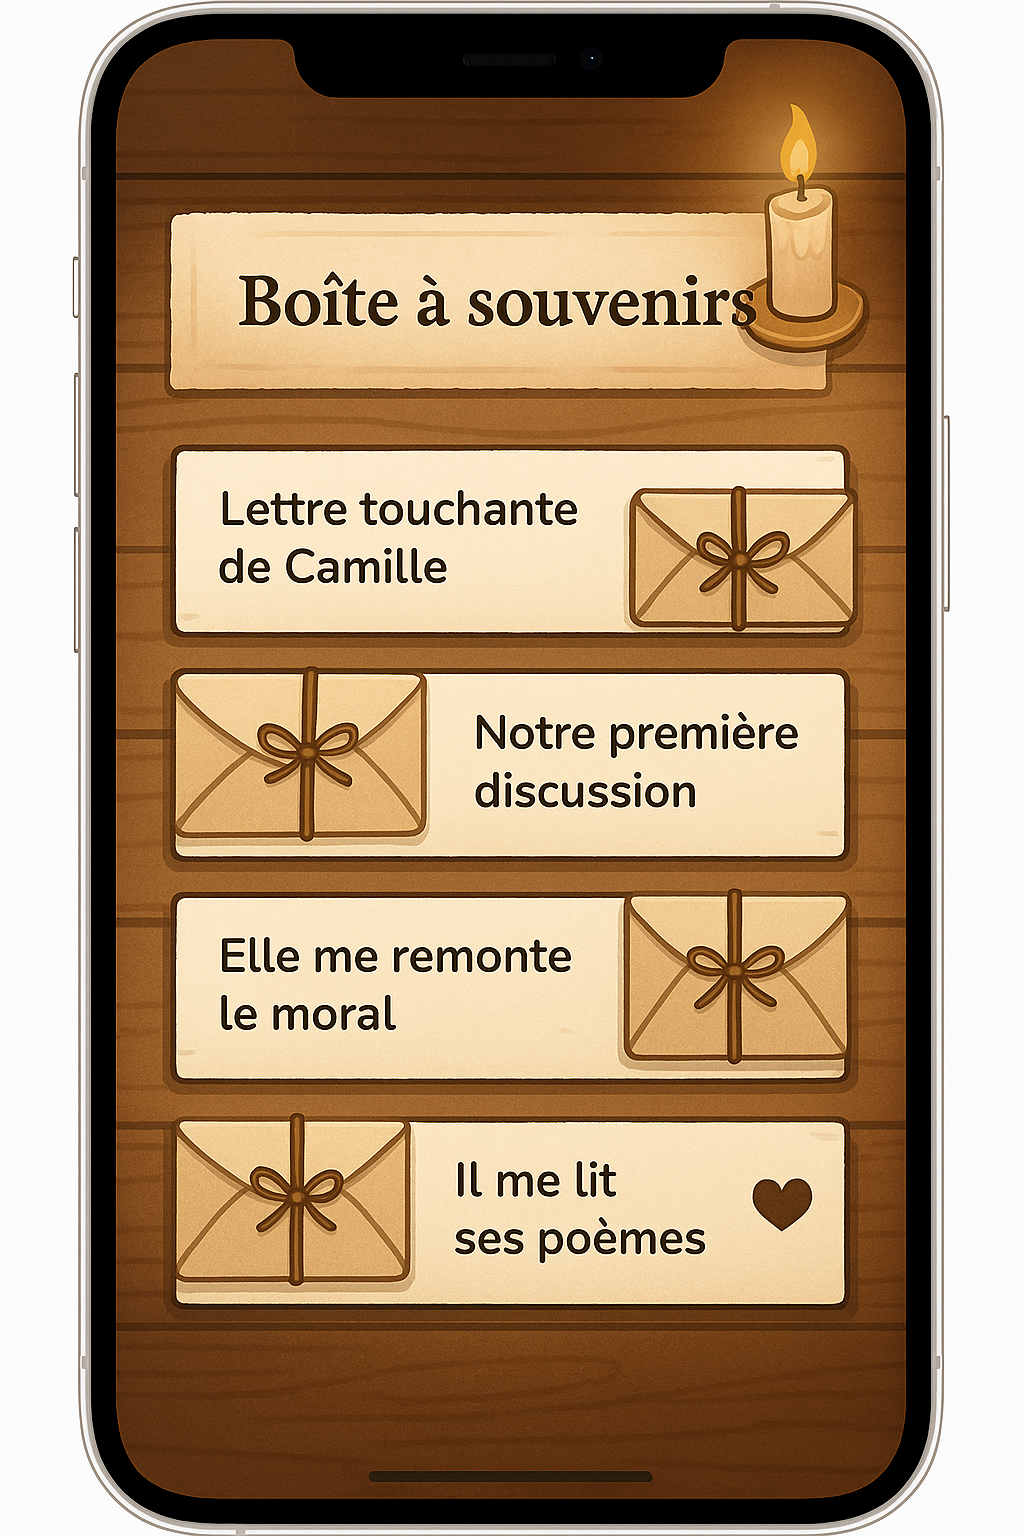 Boîte à souvenirs
Lettre touchante
de Camille
Notre première
discussion
Elle me remonte
le moral
Il me lit
ses poèmes